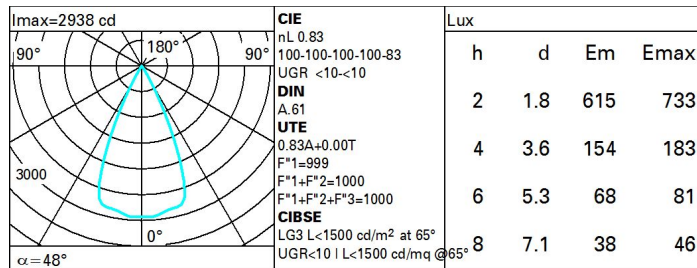 Imax=2938 cd
90°
180°
90°
3000
0°
α=48°
CIE
nL 0.83
100-100-100-100-83
UGR <10-<10
DIN
A.61
UTE
0.83A+0.00T
F"1=999
F"1+F"2=1000
F"1+F"2+F"3=1000
CIBSE
LG3 L<1500 cd/m² at 65°
UGR<10 | L<1500 cd/mq @65°
Lux
h d Em Emax
2 1.8 615 733
4 3.6 154 183
6 5.3 68 81
8 7.1 38 46